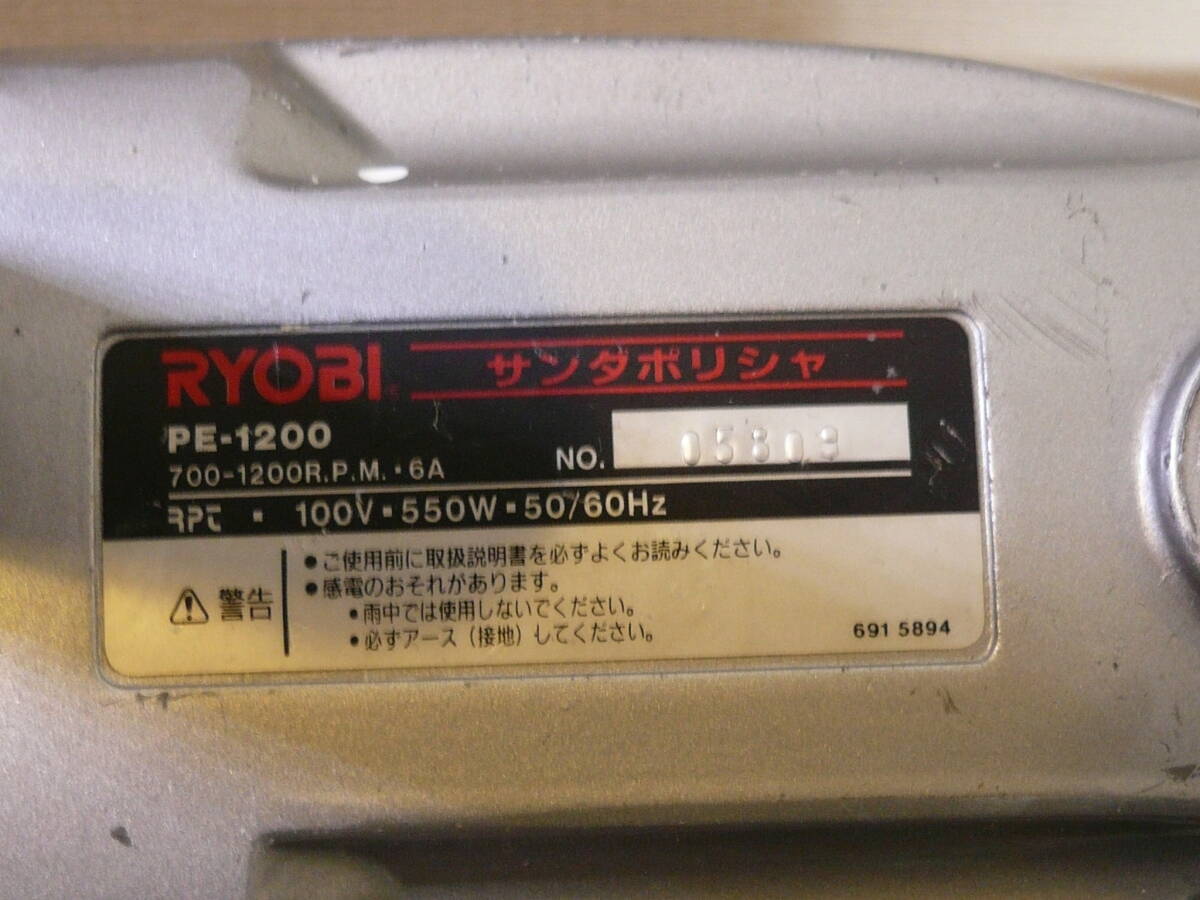 RYOBI サンダポリシャ
PE-1200
700-1200R.P.M.・6A
NO. 05809
100V・550W・50/60Hz
⚠ 警告
●ご使用前に取扱説明書を必ずよくお読みください。
●感電のおそれがあります。
●雨中では使用しないでください。
●必ずアース（接地）してください。
691 5894